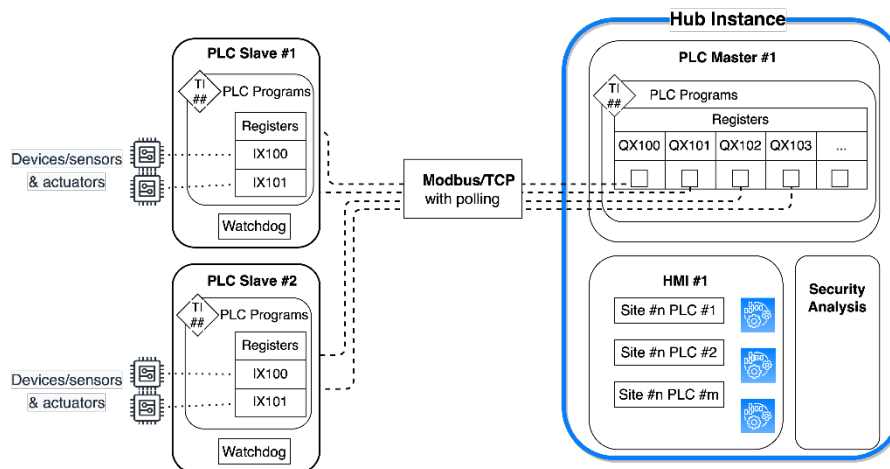 PLC Slave #1
TI
##
PLC Programs
Registers
IX100
IX101
Watchdog
Devices/sensors
& actuators
PLC Slave #2
TI
##
PLC Programs
Registers
IX100
IX101
Watchdog
Devices/sensors
& actuators
Modbus/TCP
with polling
Hub Instance
PLC Master #1
TI
##
PLC Programs
Registers
QX100 QX101 QX102 QX103 ...
HMI #1
Site #n PLC #1
Site #n PLC #2
Site #n PLC #m
Security
Analysis